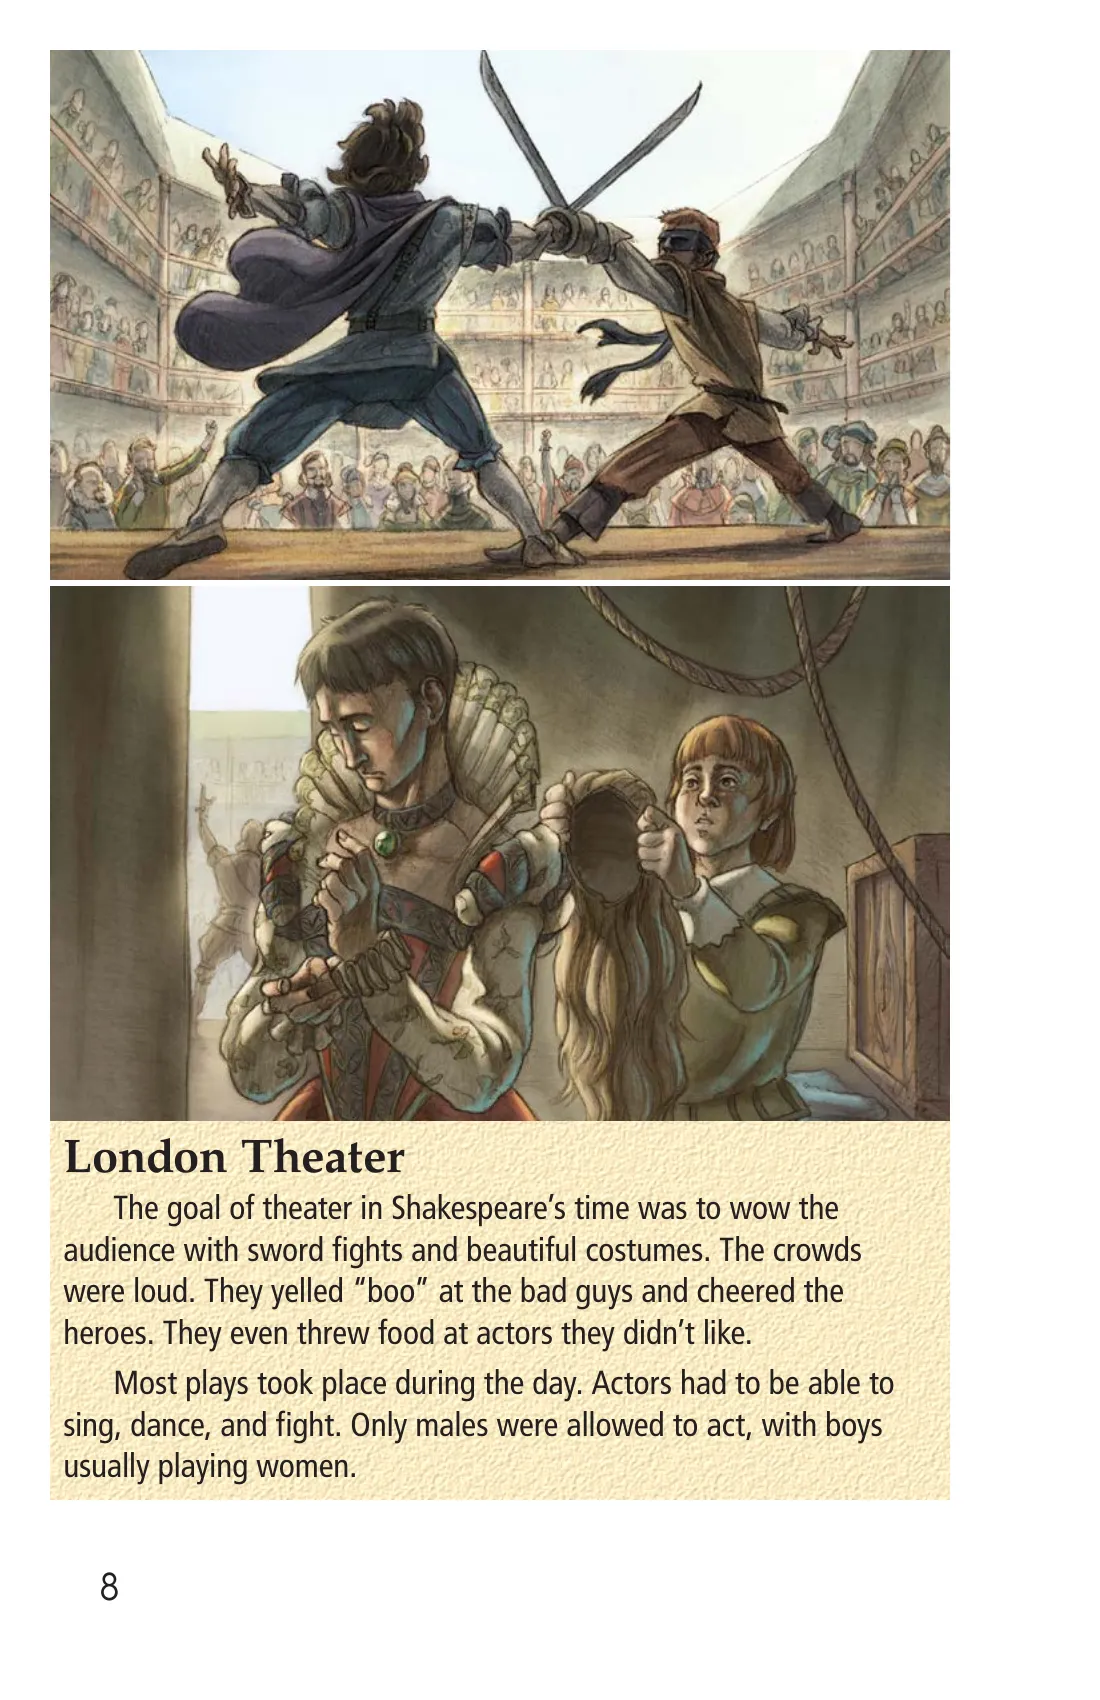 London Theater
The goal of theater in Shakespeare’s time was to wow the
audience with sword fights and beautiful costumes. The crowds
were loud. They yelled “boo” at the bad guys and cheered the
heroes. They even threw food at actors they didn’t like.
Most plays took place during the day. Actors had to be able to
sing, dance, and fight. Only males were allowed to act, with boys
usually playing women.
8